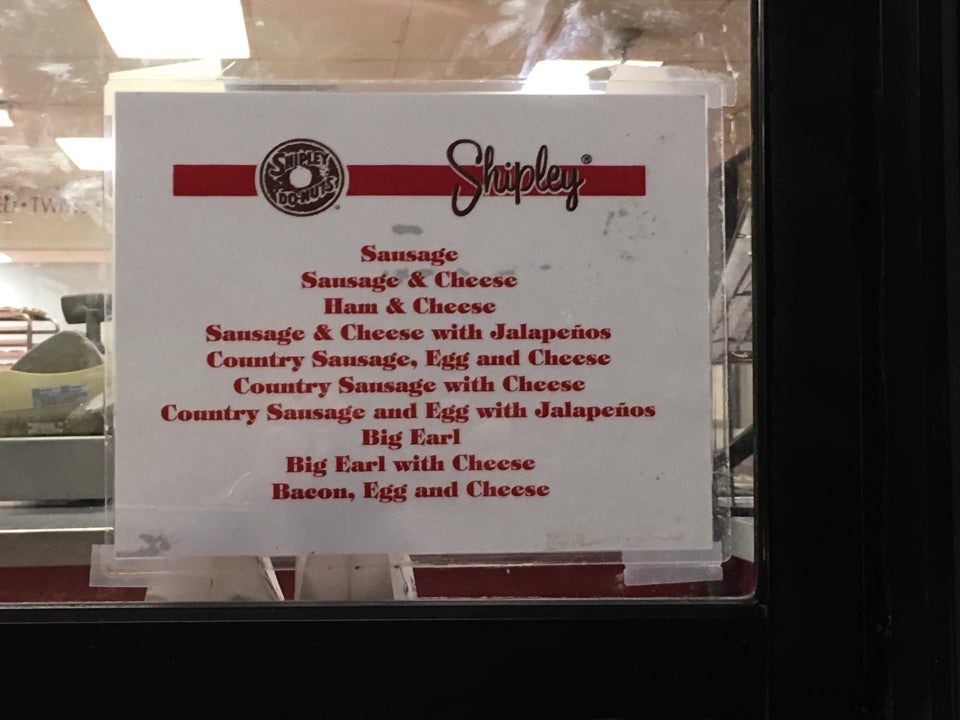 SHIPLEY
DO-NUTS
Shipley®
Sausage
Sausage & Cheese
Ham & Cheese
Sausage & Cheese with Jalapeños
Country Sausage, Egg and Cheese
Country Sausage with Cheese
Country Sausage and Egg with Jalapeños
Big Earl
Big Earl with Cheese
Bacon, Egg and Cheese